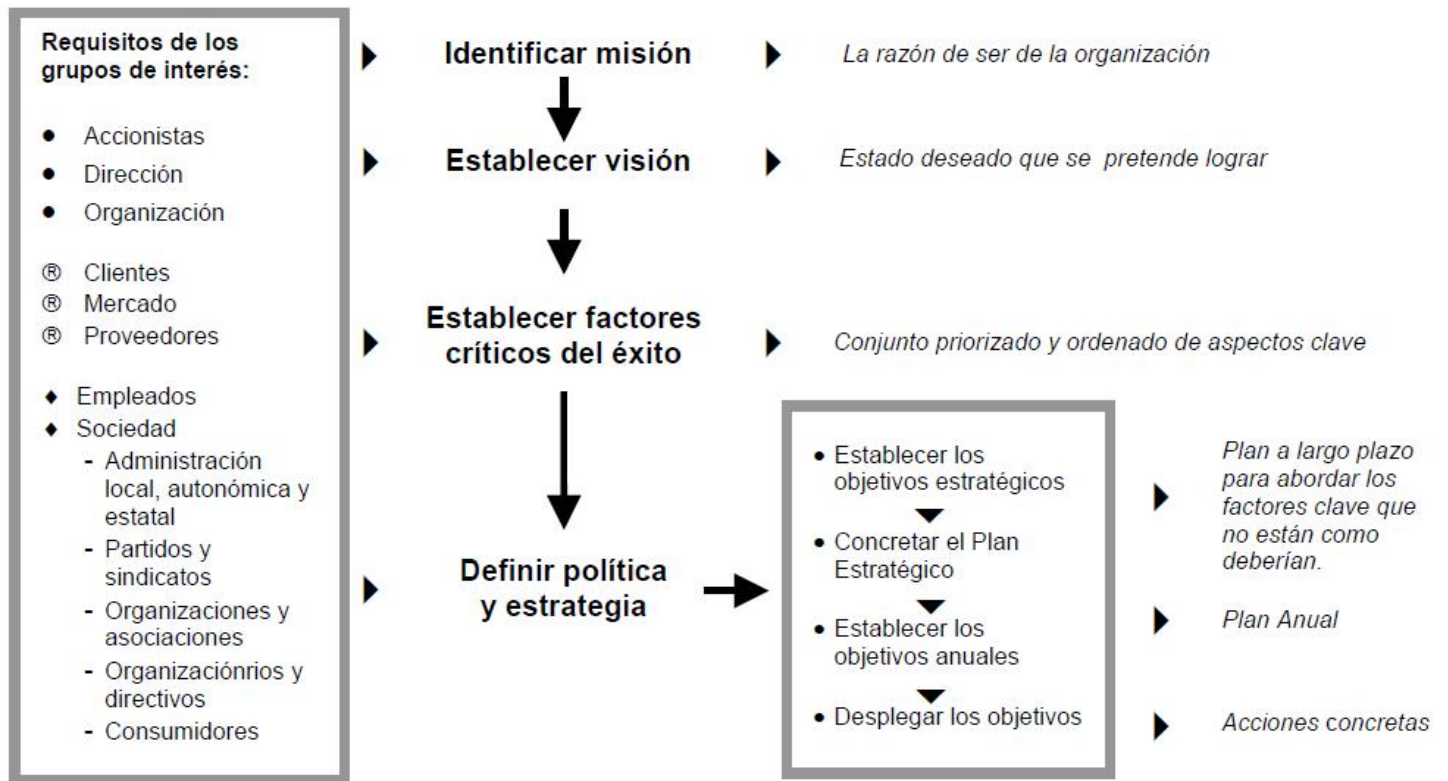 Requisitos de los
grupos de interés:
● Accionistas
● Dirección
● Organización
® Clientes
® Mercado
® Proveedores
♦ Empleados
♦ Sociedad
- Administración
local, autonómica y
estatal
- Partidos y
sindicatos
- Organizaciones y
asociaciones
- Organizaciónrios y
directivos
- Consumidores
Identificar misión
La razón de ser de la organización
Establecer visión
Estado deseado que se pretende lograr
Establecer factores
críticos del éxito
Conjunto priorizado y ordenado de aspectos clave
Definir política
y estrategia
• Establecer los
objetivos estratégicos
• Concretar el Plan
Estratégico
• Establecer los
objetivos anuales
• Desplegar los objetivos
Plan a largo plazo
para abordar los
factores clave que
no están como
deberían.
Plan Anual
Acciones concretas